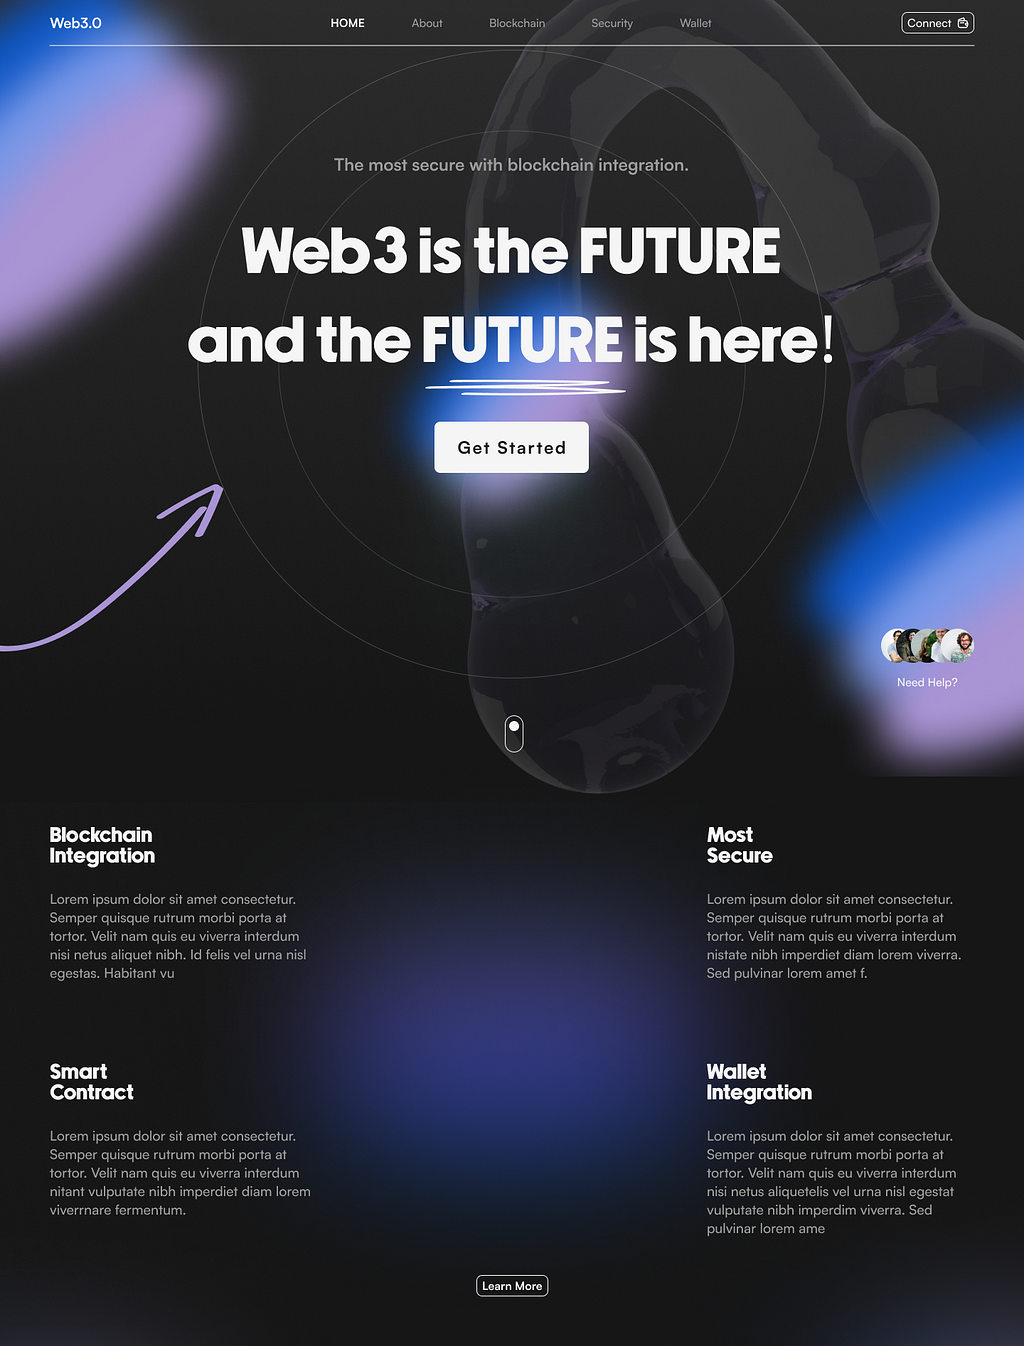 Web3.0
HOME About Blockchain Security Wallet
Connect
The most secure with blockchain integration.
Web3 is the FUTURE
and the FUTURE is here!
Get Started
Need Help?
Blockchain
Integration
Lorem ipsum dolor sit amet consectetur.
Semper quisque rutrum morbi porta at
tortor. Velit nam quis eu viverra interdum
nisi netus aliquet nibh. Id felis vel urna nisl
egestas. Habitant vu
Most
Secure
Lorem ipsum dolor sit amet consectetur.
Semper quisque rutrum morbi porta at
tortor. Velit nam quis eu viverra interdum
nistate nibh imperdiet diam lorem viverra.
Sed pulvinar lorem amet f.
Smart
Contract
Lorem ipsum dolor sit amet consectetur.
Semper quisque rutrum morbi porta at
tortor. Velit nam quis eu viverra interdum
nitant vulputate nibh imperdiet diam lorem
viverrnare fermentum.
Wallet
Integration
Lorem ipsum dolor sit amet consectetur.
Semper quisque rutrum morbi porta at
tortor. Velit nam quis eu viverra interdum
nisi netus aliquetelis vel urna nisl egestat
vulputate nibh imperdim viverra. Sed
pulvinar lorem ame
Learn More